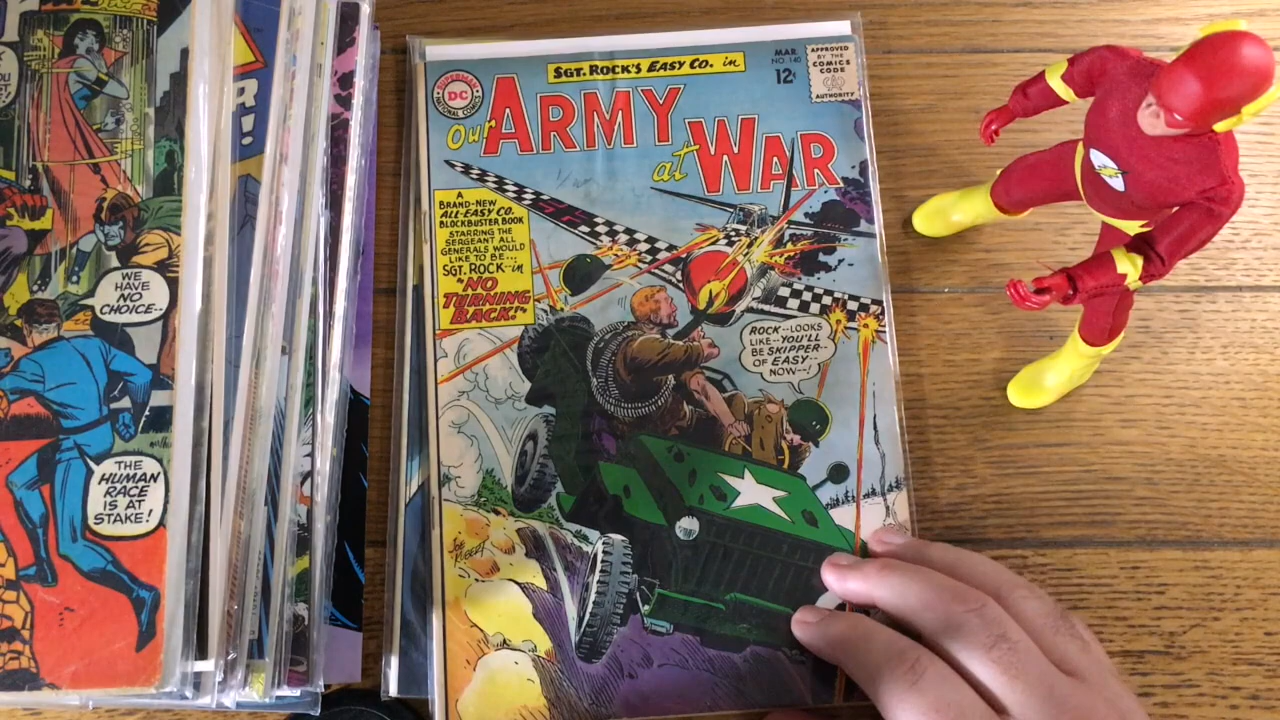 WE
HAVE
NO
CHOICE--
THE
HUMAN
RACE
IS AT
STAKE!
R!
SGT. ROCK'S EASY CO. in
MAR.
NO. 140
12¢
APPROVED
BY THE
COMICS
CODE
AUTHORITY
SUPERMAN
DC
NATIONAL COMICS
Our ARMY
at WAR
A
BRAND-NEW
ALL-EASY CO.
BLOCKBUSTER BOOK
STARRING THE
SERGEANT ALL
GENERALS WOULD
LIKE TO BE...
SGT. ROCK--in
"NO
TURNING
BACK!"
ROCK--LOOKS
LIKE--YOU'LL
BE SKIPPER--
OF EASY--
NOW--!
JOE
KUBERT